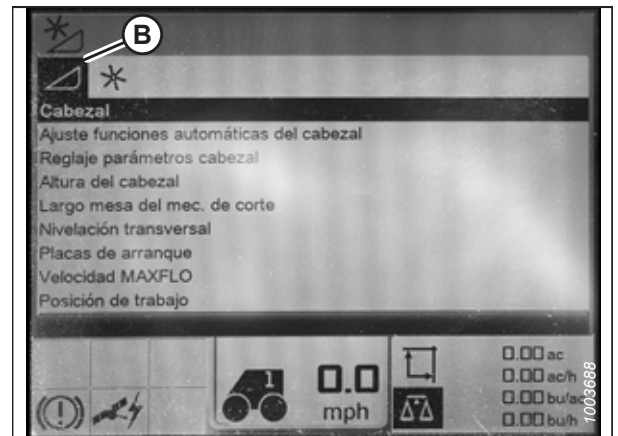 B
Cabezal
Ajuste funciones automáticas del cabezal
Reglaje parámetros cabezal
Altura del cabezal
Largo mesa del mec. de corte
Nivelación transversal
Placas de arranque
Velocidad MAXFLO
Posición de trabajo
1
0.0
mph
0.00 ac
0.00 ac/h
0.00 bu/ac
0.00 bu/h
1003688